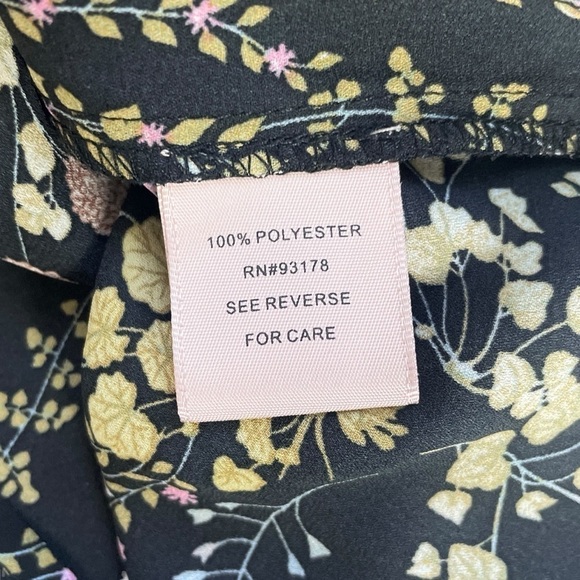 100% POLYESTER
RN#93178
SEE REVERSE
FOR CARE